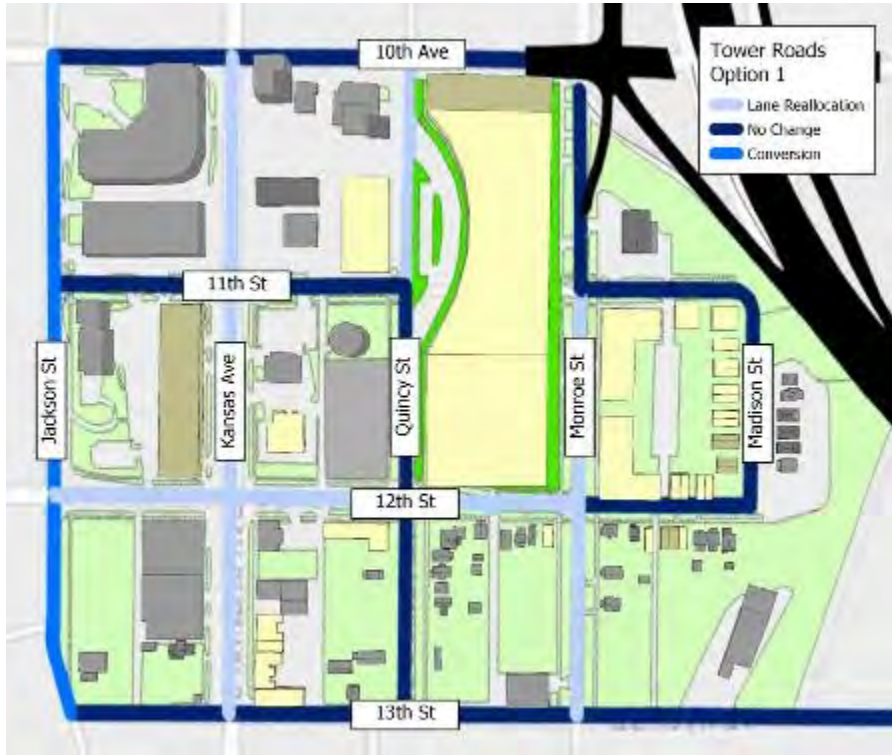 10th Ave
Tower Roads
Option 1
Lane Reallocation
No Change
Conversion
11th St
Jackson St
Kansas Ave
Quincy St
Monroe St
Madison St
12th St
13th St